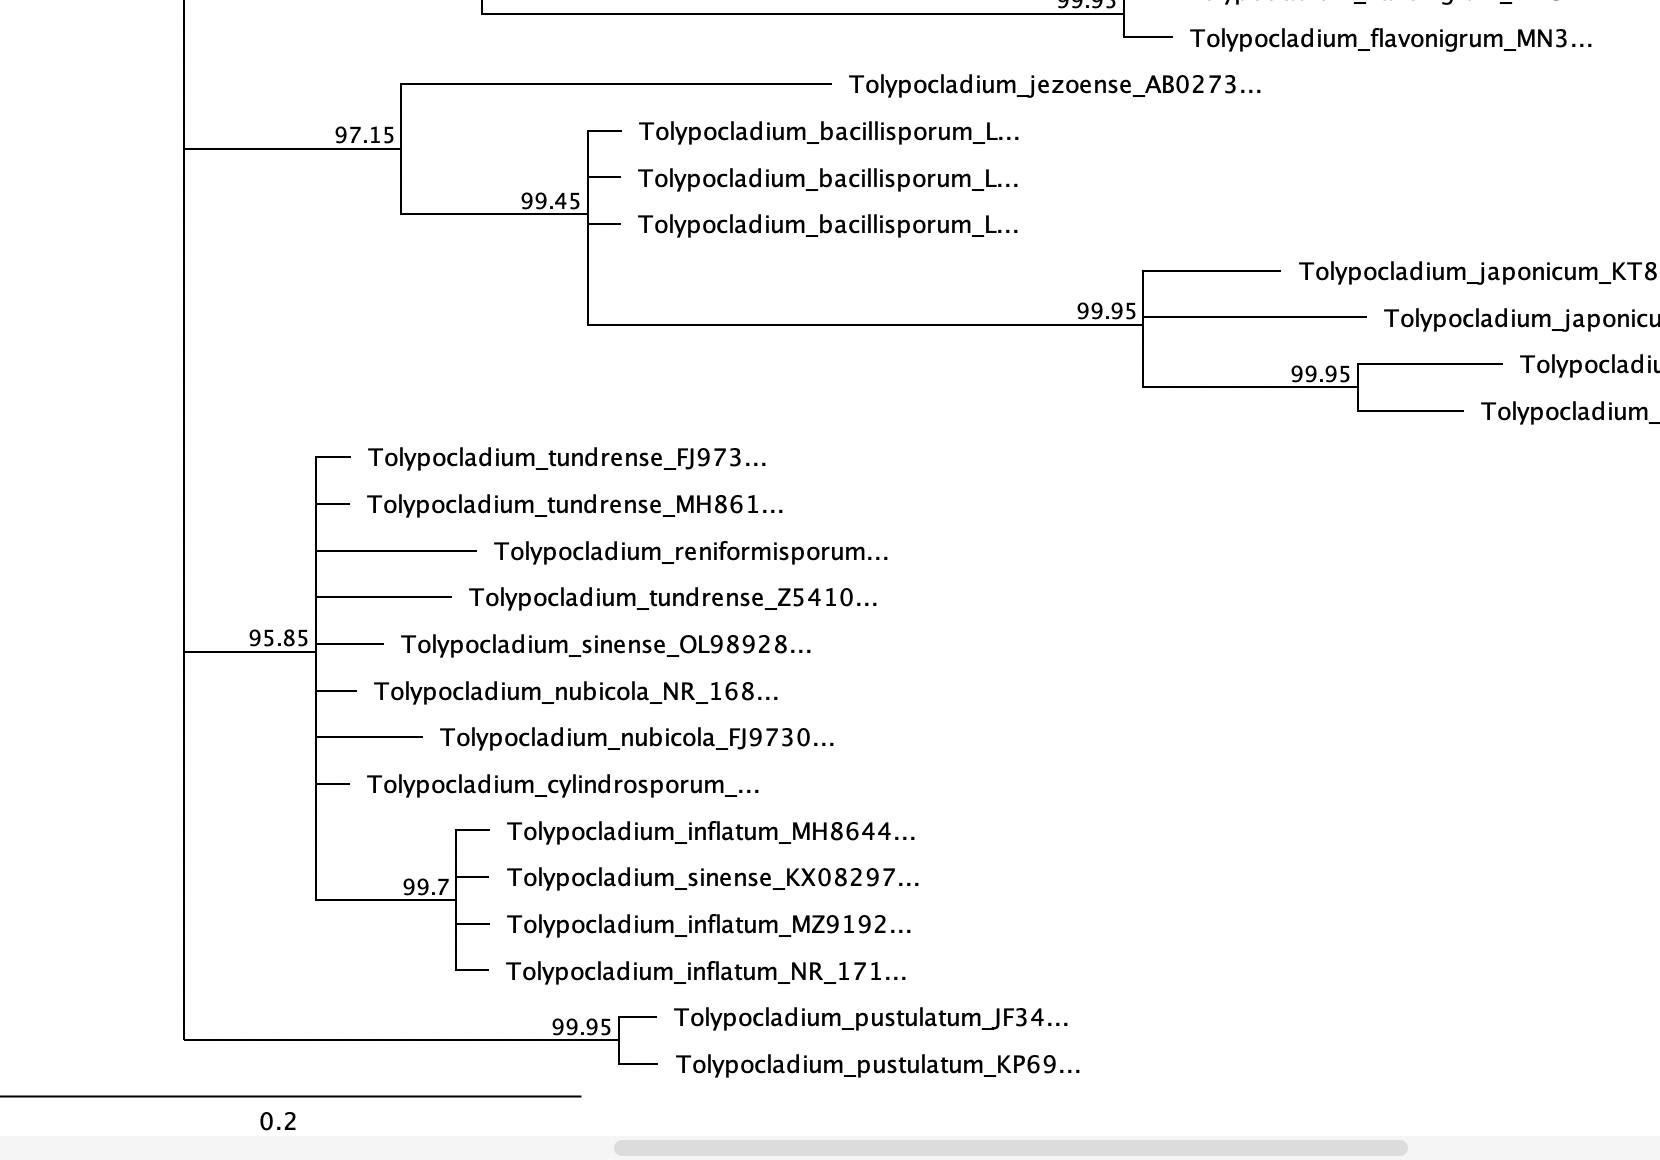 99.95
Tolypocladium_flavonigrum_MN3...
Tolypocladium_jezoense_AB0273...
97.15
Tolypocladium_bacillisporum_L...
Tolypocladium_bacillisporum_L...
99.45
Tolypocladium_bacillisporum_L...
Tolypocladium_japonicum_KT8
99.95
Tolypocladium_japonicu
Tolypocladiu
99.95
Tolypocladium_
Tolypocladium_tundrense_FJ973...
Tolypocladium_tundrense_MH861...
Tolypocladium_reniformisporum...
Tolypocladium_tundrense_Z5410...
95.85
Tolypocladium_sinense_OL98928...
Tolypocladium_nubicola_NR_168...
Tolypocladium_nubicola_FJ9730...
Tolypocladium_cylindrosporum_...
Tolypocladium_inflatum_MH8644...
99.7
Tolypocladium_sinense_KX08297...
Tolypocladium_inflatum_MZ9192...
Tolypocladium_inflatum_NR_171...
Tolypocladium_pustulatum_JF34...
99.95
Tolypocladium_pustulatum_KP69...
0.2